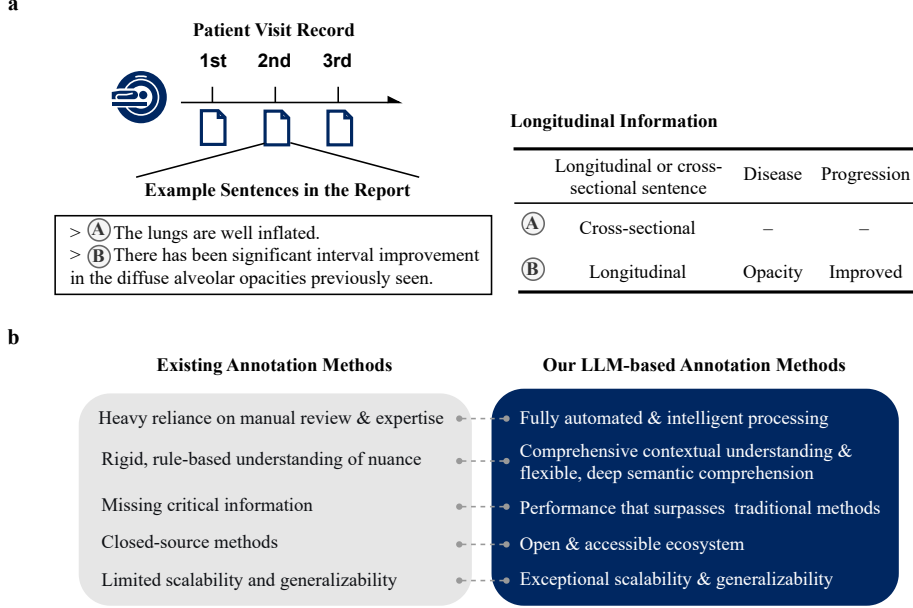 a
Patient Visit Record
1st 2nd 3rd
Example Sentences in the Report
> A The lungs are well inflated.
> B There has been significant interval improvement
in the diffuse alveolar opacities previously seen.
Longitudinal Information
Longitudinal or cross-
sectional sentence
Disease
Progression
A Cross-sectional – –
B Longitudinal Opacity Improved
b
Existing Annotation Methods
Heavy reliance on manual review & expertise
Rigid, rule-based understanding of nuance
Missing critical information
Closed-source methods
Limited scalability and generalizability
Our LLM-based Annotation Methods
Fully automated & intelligent processing
Comprehensive contextual understanding &
flexible, deep semantic comprehension
Performance that surpasses traditional methods
Open & accessible ecosystem
Exceptional scalability & generalizability